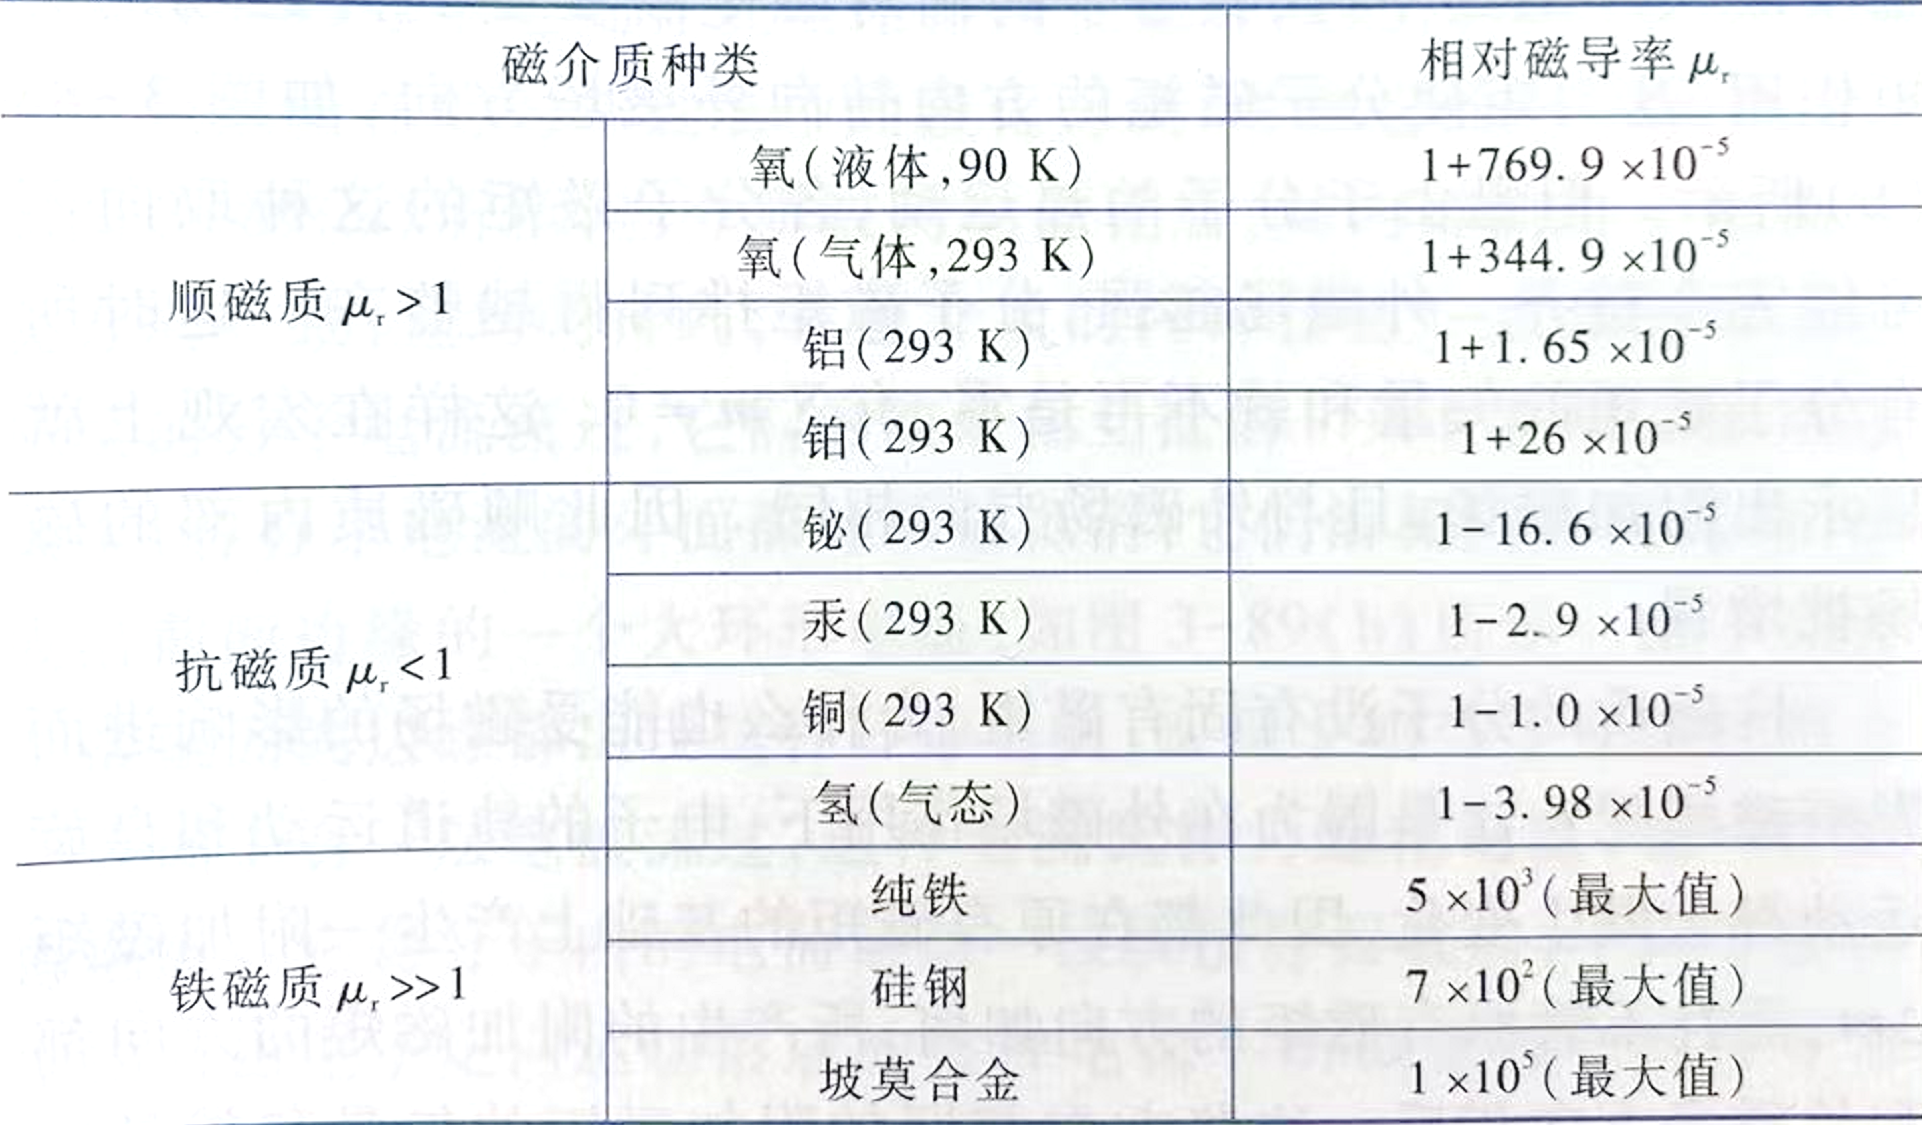 磁介质种类 相对磁导率 μr
顺磁质 μr>1
氧(液体,90 K) 1+769.9 ×10⁻⁵
氧(气体,293 K) 1+344.9 ×10⁻⁵
铝(293 K) 1+1.65 ×10⁻⁵
铂(293 K) 1+26 ×10⁻⁵
抗磁质 μr<1
铋(293 K) 1-16.6 ×10⁻⁵
汞(293 K) 1-2.9 ×10⁻⁵
铜(293 K) 1-1.0 ×10⁻⁵
氢(气态) 1-3.98 ×10⁻⁵
铁磁质 μr>>1
纯铁 5 ×10³(最大值)
硅钢 7 ×10²(最大值)
坡莫合金 1 ×10⁵(最大值)